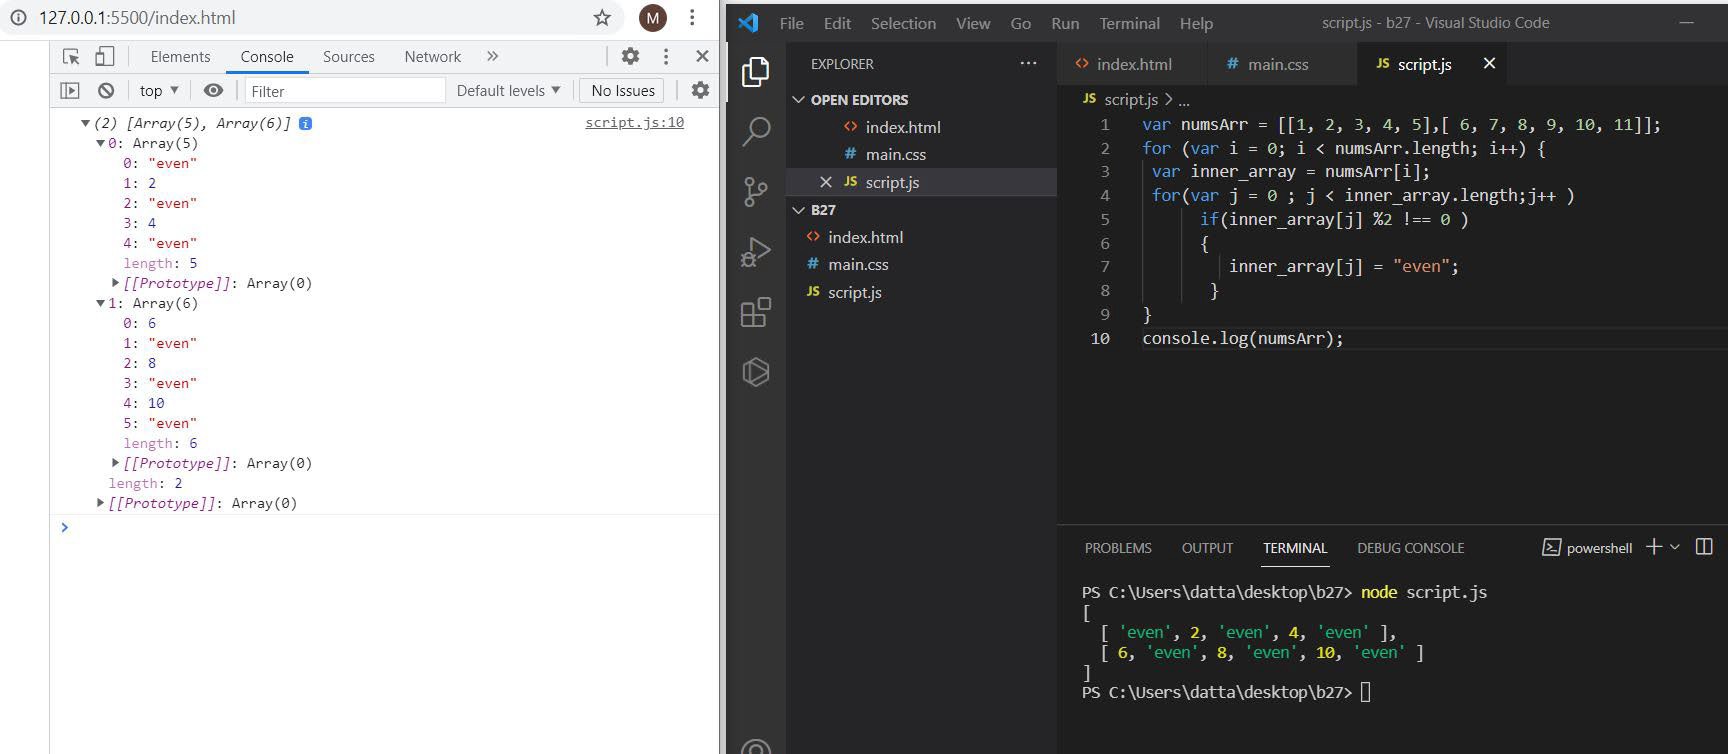 127.0.0.1:5500/index.html
M
Elements Console Sources Network
top Filter Default levels No Issues
(2) [Array(5), Array(6)] script.js:10
0: Array(5)
0: "even"
1: 2
2: "even"
3: 4
4: "even"
length: 5
[[Prototype]]: Array(0)
1: Array(6)
0: 6
1: "even"
2: 8
3: "even"
4: 10
5: "even"
length: 6
[[Prototype]]: Array(0)
length: 2
[[Prototype]]: Array(0)
File Edit Selection View Go Run Terminal Help script.js - b27 - Visual Studio Code
EXPLORER
OPEN EDITORS
index.html
main.css
script.js
B27
index.html
main.css
JS script.js
index.html # main.css JS script.js
JS script.js > ...
1 var numsArr = [[1, 2, 3, 4, 5],[ 6, 7, 8, 9, 10, 11]];
2 for (var i = 0; i < numsArr.length; i++) {
3 var inner_array = numsArr[i];
4 for(var j = 0 ; j < inner_array.length;j++ )
5 if(inner_array[j] %2 !== 0 )
6 {
7 inner_array[j] = "even";
8 }
9 }
10 console.log(numsArr);
PROBLEMS OUTPUT TERMINAL DEBUG CONSOLE powershell
PS C:\Users\datta\desktop\b27> node script.js
[
[ 'even', 2, 'even', 4, 'even' ],
[ 6, 'even', 8, 'even', 10, 'even' ]
]
PS C:\Users\datta\desktop\b27>